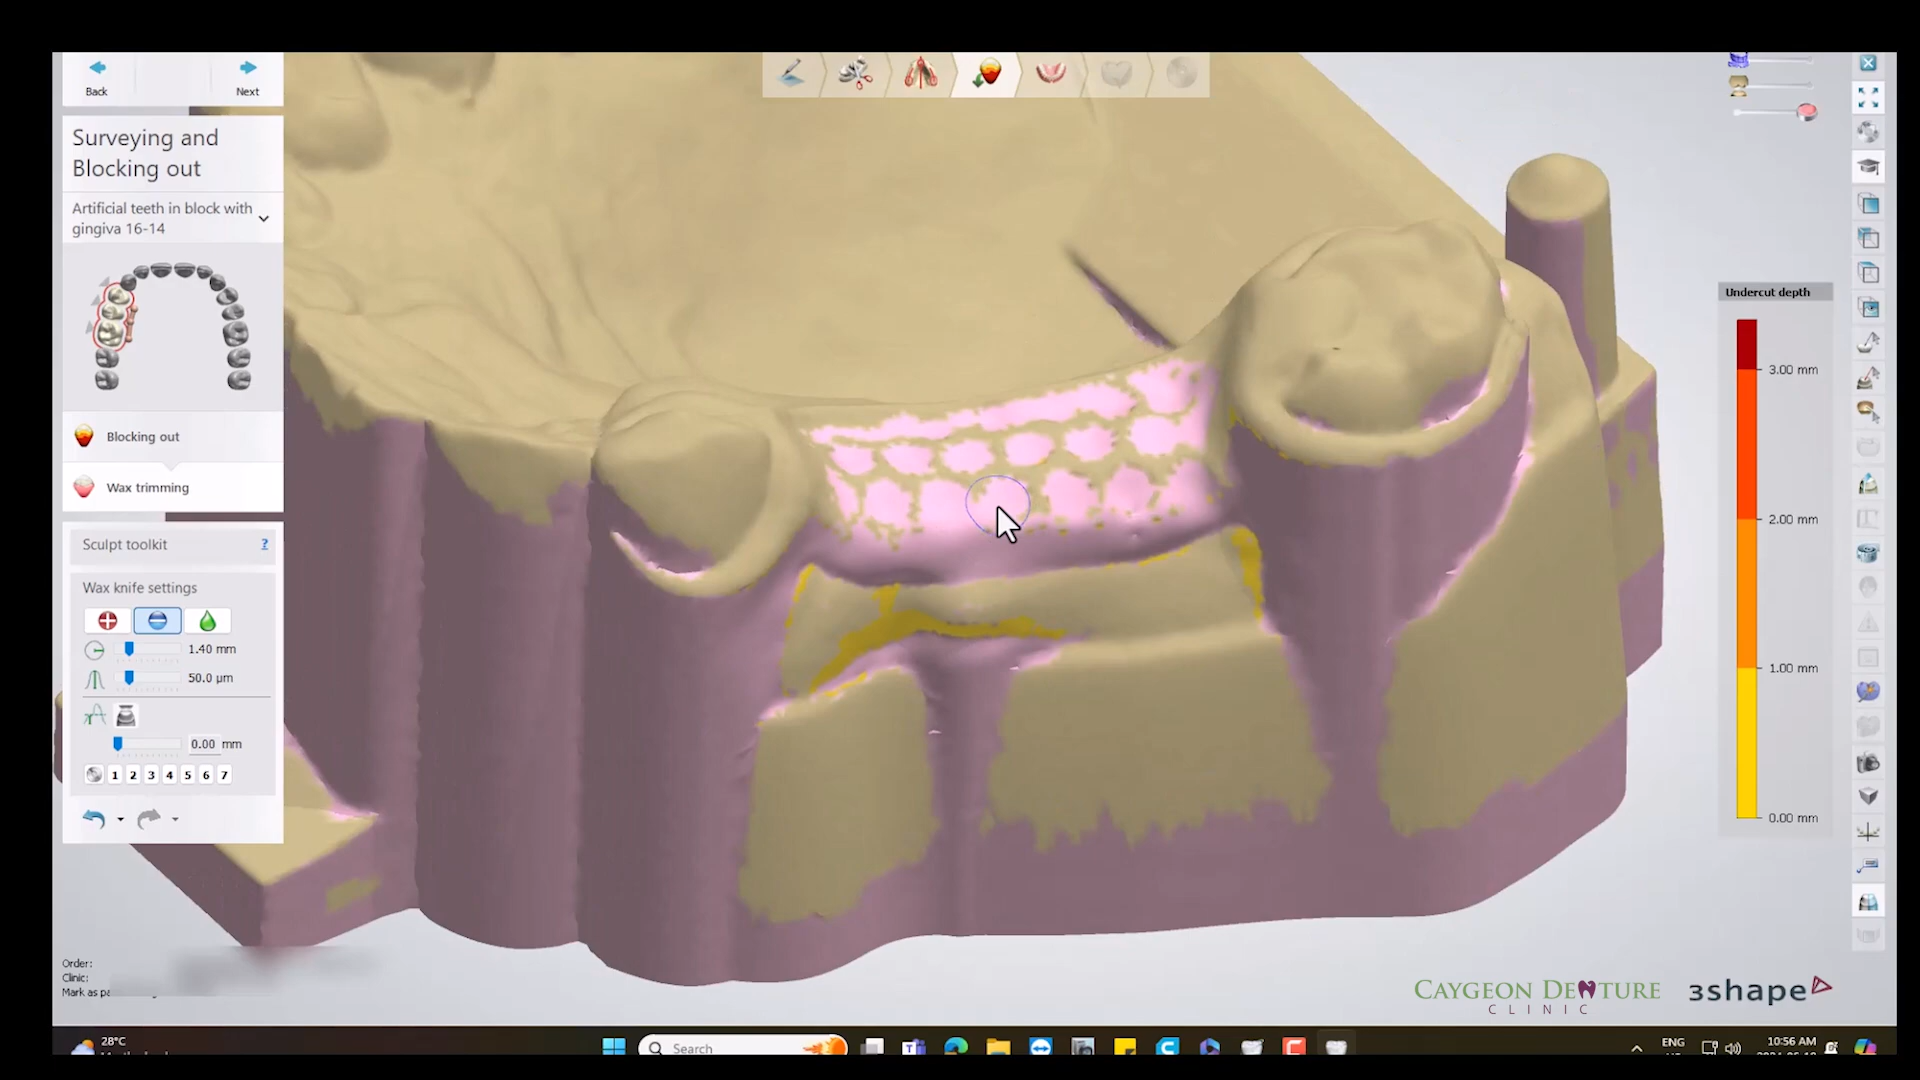 Back
Next
Surveying and
Blocking out
Artificial teeth in block with
gingiva 16-14
Blocking out
Wax trimming
Sculpt toolkit
?
Wax knife settings
1.40 mm
50.0 µm
0.00 mm
1 2 3 4 5 6 7
Order:
Clinic:
Mark as pa
Undercut depth
3.00 mm
2.00 mm
1.00 mm
0.00 mm
CAYGEON DENTURE
CLINIC
3shape
28°C
Search
ENG
10:56 AM